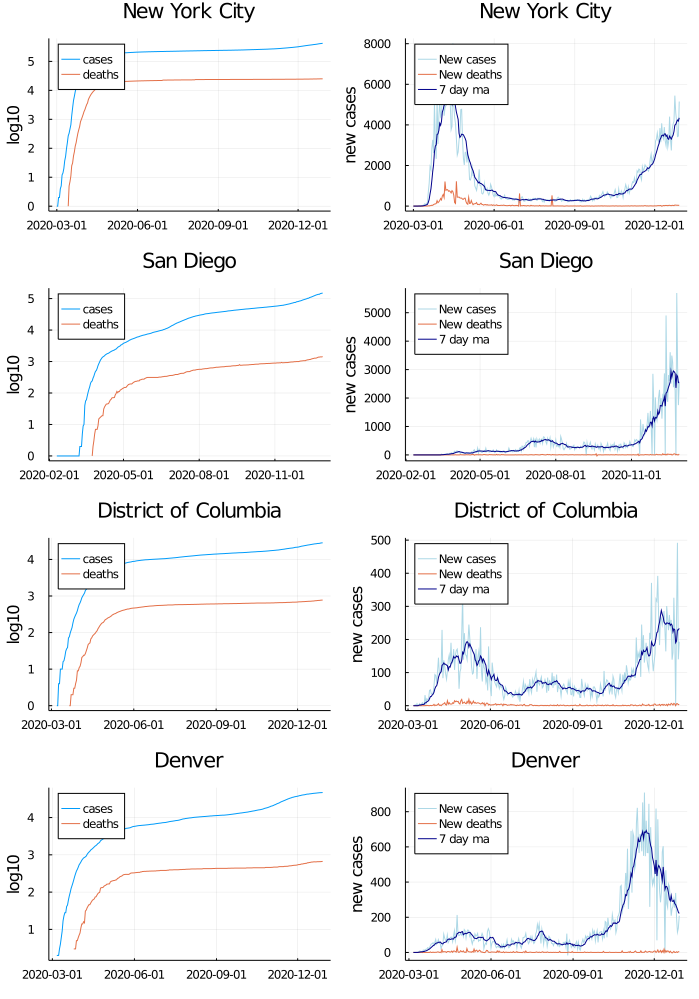 New York City
cases
deaths
log10
5
4
3
2
1
0
2020-03-01 2020-06-01 2020-09-01 2020-12-01
New York City
New cases
New deaths
7 day ma
new cases
8000
6000
4000
2000
0
2020-03-01 2020-06-01 2020-09-01 2020-12-01
San Diego
cases
deaths
log10
5
4
3
2
1
0
2020-02-01 2020-05-01 2020-08-01 2020-11-01
San Diego
New cases
New deaths
7 day ma
new cases
5000
4000
3000
2000
1000
0
2020-02-01 2020-05-01 2020-08-01 2020-11-01
District of Columbia
cases
deaths
log10
4
3
2
1
0
2020-03-01 2020-06-01 2020-09-01 2020-12-01
District of Columbia
New cases
New deaths
7 day ma
new cases
500
400
300
200
100
0
2020-03-01 2020-06-01 2020-09-01 2020-12-01
Denver
cases
deaths
log10
4
3
2
1
2020-03-01 2020-06-01 2020-09-01 2020-12-01
Denver
New cases
New deaths
7 day ma
new cases
800
600
400
200
0
2020-03-01 2020-06-01 2020-09-01 2020-12-01